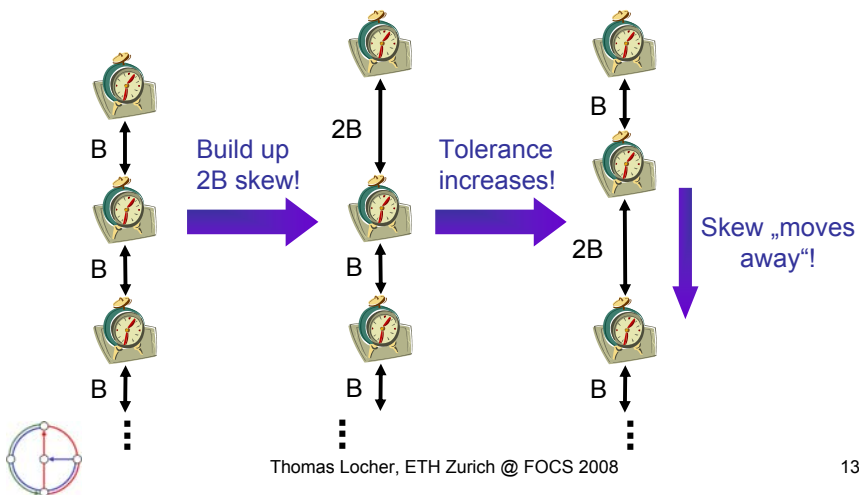 B
B
B
Build up
2B skew!
2B
B
B
Tolerance
increases!
B
2B
B
Skew „moves
away“!
Thomas Locher, ETH Zurich @ FOCS 2008
13